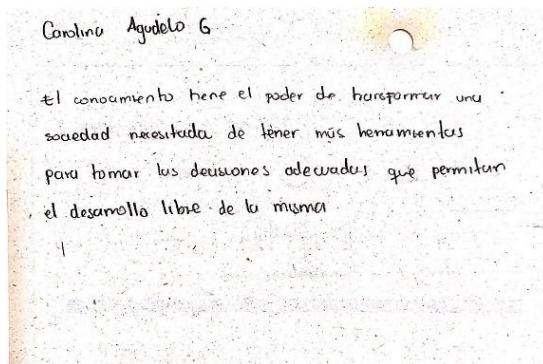 Carolina Agudelo G
El conocimiento tiene el poder de transformar una
sociedad necesitada de tener más herramientas
para tomar las decisiones adecuadas que permitan
el desarrollo libre de la misma